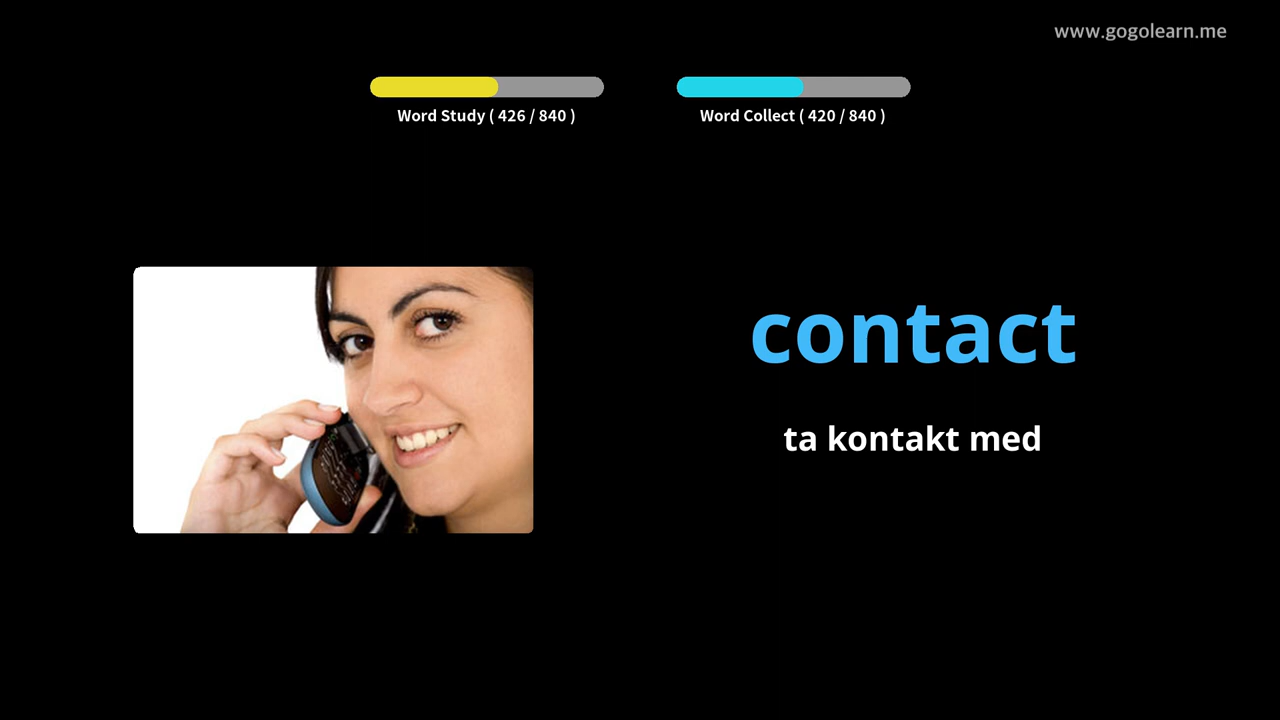 www.gogolearn.me
Word Study ( 426 / 840 )
Word Collect ( 420 / 840 )
contact
ta kontakt med